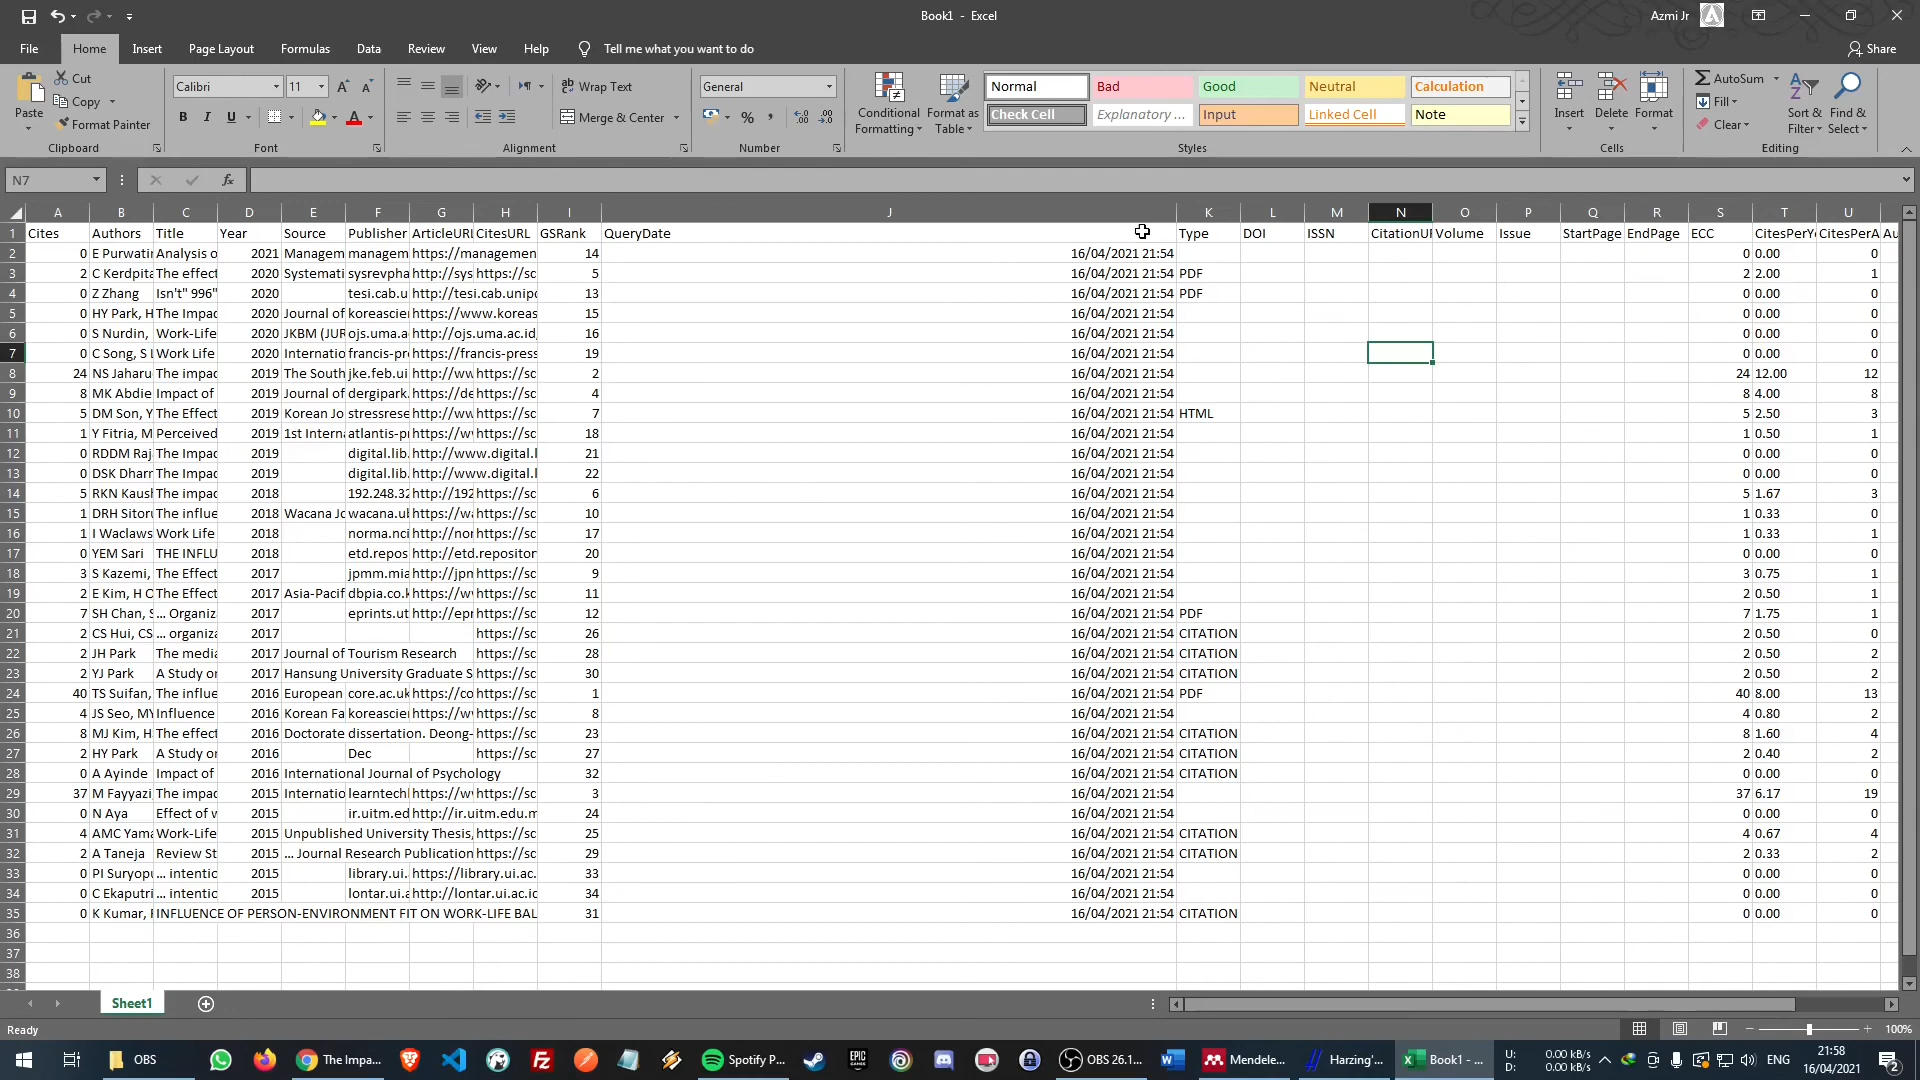 Book1 - Excel
Azmi Jr
File Home Insert Page Layout Formulas Data Review View Help Tell me what you want to do
Share
Paste Cut Copy Format Painter
Calibri 11
Wrap Text Merge & Center
General
Conditional Formatting Format as Table
Normal Bad Good Neutral Calculation
Check Cell Explanatory ... Input Linked Cell Note
Insert Delete Format
AutoSum Fill Clear Sort & Filter Find & Select
Clipboard Font Alignment Number Styles Cells Editing
N7 fx
A B C D E F G H I J K L M N O P Q R S T U
1 Cites Authors Title Year Source Publisher ArticleURL CitesURL GSRank QueryDate Type DOI ISSN CitationUR Volume Issue StartPage EndPage ECC CitesPerYe CitesPerA Au
2 0 E Purwatin Analysis o 2021 Managem managem https://managemen 14 16/04/2021 21:54 0 0.00 0
3 2 C Kerdpita The effect 2020 Systemati sysrevpha http://sys https://sc 5 16/04/2021 21:54 PDF 2 2.00 1
4 0 Z Zhang Isn't" 996" 2020 tesi.cab.u http://tesi.cab.unipd 13 16/04/2021 21:54 PDF 0 0.00 0
5 0 HY Park, H The Impac 2020 Journal of koreascier https://www.koreas 15 16/04/2021 21:54 0 0.00 0
6 0 S Nurdin, Work-Life 2020 JKBM (JUR ojs.uma.a http://ojs.uma.ac.id, 16 16/04/2021 21:54 0 0.00 0
7 0 C Song, S L Work Life 2020 Internatio francis-pre https://francis-press 19 16/04/2021 21:54 0 0.00 0
8 24 NS Jaharu The impac 2019 The South jke.feb.ui http://ww https://sc 2 16/04/2021 21:54 24 12.00 12
9 8 MK Abdie Impact of 2019 Journal of dergipark. https://de https://sc 4 16/04/2021 21:54 8 4.00 8
10 5 DM Son, Y The Effect 2019 Korean Jo stressrese http://ww https://sc 7 16/04/2021 21:54 HTML 5 2.50 3
11 1 Y Fitria, M Perceived 2019 1st Intern atlantis-pr https://w https://sc 18 16/04/2021 21:54 1 0.50 1
12 0 RDDM Raj The Impac 2019 digital.lib. http://www.digital.l 21 16/04/2021 21:54 0 0.00 0
13 0 DSK Dharm The Impac 2019 digital.lib. http://www.digital.l 22 16/04/2021 21:54 0 0.00 0
14 5 RKN Kaush The impac 2018 192.248.32 http://192 https://sc 6 16/04/2021 21:54 5 1.67 3
15 1 DRH Sitoru The influe 2018 Wacana Jo wacana.ub https://wa https://sc 10 16/04/2021 21:54 1 0.33 0
16 1 I Waclaws Work Life 2018 norma.nci http://nor https://sc 17 16/04/2021 21:54 1 0.33 1
17 0 YEM Sari THE INFLU 2018 etd.repos http://etd.repositor 20 16/04/2021 21:54 0 0.00 0
18 3 S Kazemi, The Effect 2017 jpmm.mia http://jpn https://sc 9 16/04/2021 21:54 3 0.75 1
19 2 E Kim, H O The Effect 2017 Asia-Pacif dbpia.co.k https://w https://sc 11 16/04/2021 21:54 2 0.50 1
20 7 SH Chan, S ... Organiza 2017 eprints.ut http://epr https://sc 12 16/04/2021 21:54 PDF 7 1.75 1
21 2 CS Hui, CS ... organiza 2017 https://sc 26 16/04/2021 21:54 CITATION 2 0.50 0
22 2 JH Park The media 2017 Journal of Tourism Research https://sc 28 16/04/2021 21:54 CITATION 2 0.50 2
23 2 YJ Park A Study on 2017 Hansung University Graduate S https://sc 30 16/04/2021 21:54 CITATION 2 0.50 2
24 40 TS Suifan, The influe 2016 European core.ac.uk https://co https://sc 1 16/04/2021 21:54 PDF 40 8.00 13
25 4 JS Seo, MY Influence 2016 Korean Fa koreascier https://w https://sc 8 16/04/2021 21:54 4 0.80 2
26 8 MJ Kim, H The effect 2016 Doctorate dissertation. Deong- https://sc 23 16/04/2021 21:54 CITATION 8 1.60 4
27 2 HY Park A Study on 2016 Dec https://sc 27 16/04/2021 21:54 CITATION 2 0.40 2
28 0 A Ayinde Impact of 2016 International Journal of Psychology 32 16/04/2021 21:54 CITATION 0 0.00 0
29 37 M Fayyazi, The impac 2015 Internatio learntechl https://w https://sc 3 16/04/2021 21:54 37 6.17 19
30 0 N Aya Effect of w 2015 ir.uitm.ed http://ir.uitm.edu.m 24 16/04/2021 21:54 0 0.00 0
31 4 AMC Yama Work-Life 2015 Unpublished University Thesis, https://sc 25 16/04/2021 21:54 CITATION 4 0.67 4
32 2 A Taneja Review St 2015 ... Journal Research Publication https://sc 29 16/04/2021 21:54 CITATION 2 0.33 2
33 0 PI Suryopu ... intentic 2015 library.ui. https://library.ui.ac. 33 16/04/2021 21:54 0 0.00 0
34 0 C Ekaputri ... intentic 2015 lontar.ui.a http://lontar.ui.ac.id 34 16/04/2021 21:54 0 0.00 0
35 0 K Kumar, I INFLUENCE OF PERSON-ENVIRONMENT FIT ON WORK-LIFE BAL 31 16/04/2021 21:54 CITATION 0 0.00 0
36
37
38
Sheet1
Ready 100%
OBS The Impa... Spotify P... EPIC GAMES OBS 26.1... Mendele... Harzing'... Book1 - ... U: 0.00 kB/s ENG 21:58
D: 0.00 kB/s 16/04/2021 2